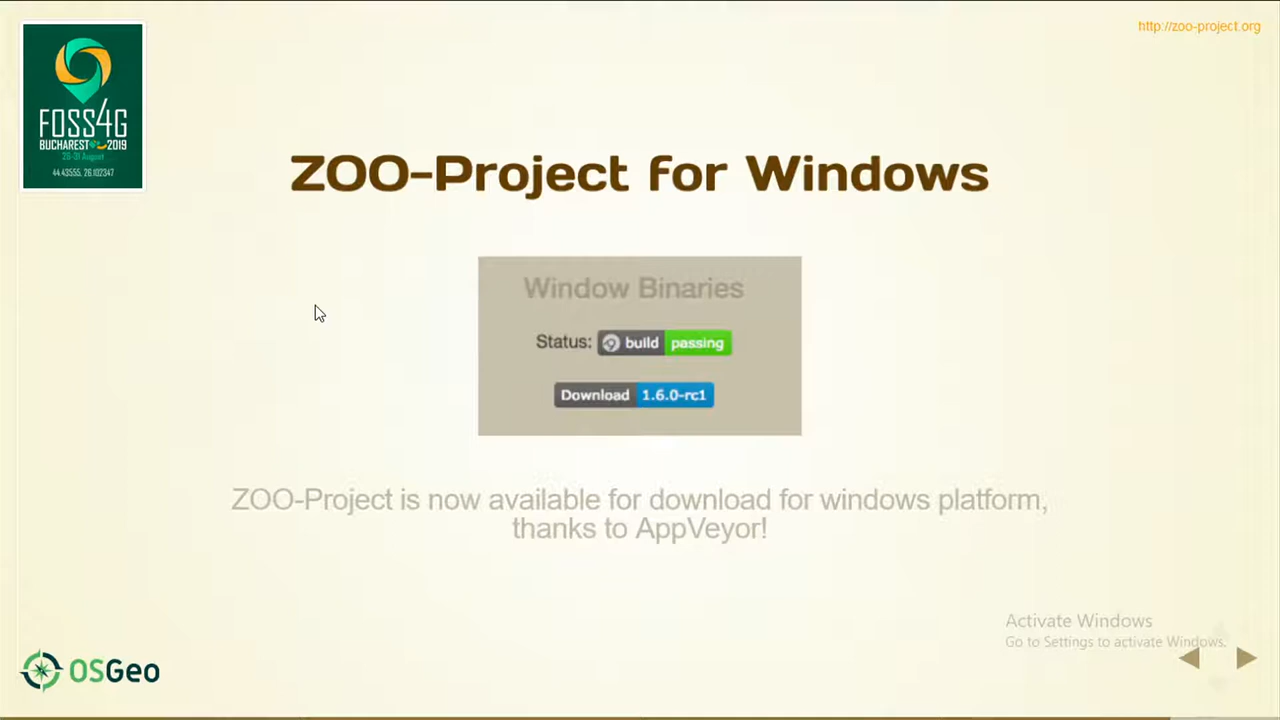 http://zoo-project.org
FOSS4G
BUCHAREST 2019
26-31 August
44.43555, 26.102347
ZOO-Project for Windows
Window Binaries
Status: build passing
Download 1.6.0-rc1
ZOO-Project is now available for download for windows platform,
thanks to AppVeyor!
Activate Windows
Go to Settings to activate Windows.
OSGeo